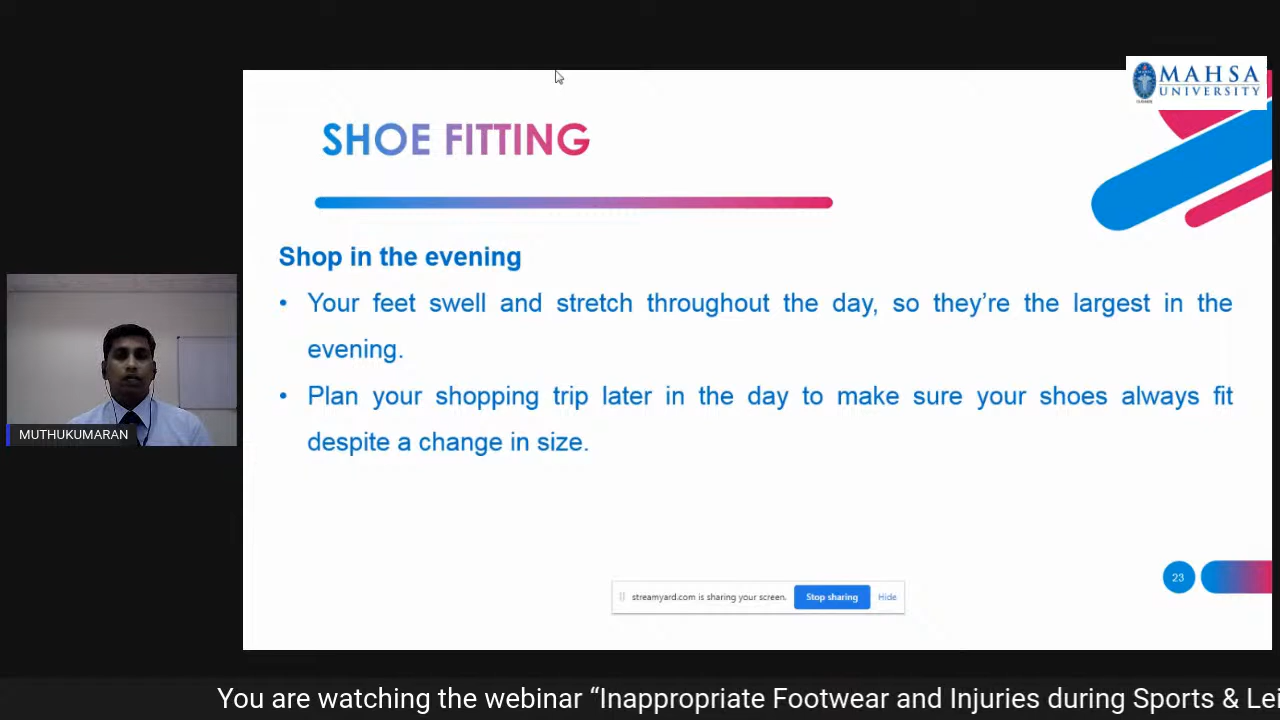 MAHSA
UNIVERSITY
SHOE FITTING
Shop in the evening
• Your feet swell and stretch throughout the day, so they’re the largest in the
evening.
• Plan your shopping trip later in the day to make sure your shoes always fit
despite a change in size.
MUTHUKUMARAN
23
streamyard.com is sharing your screen.
Stop sharing
Hide
You are watching the webinar “Inappropriate Footwear and Injuries during Sports & Lei